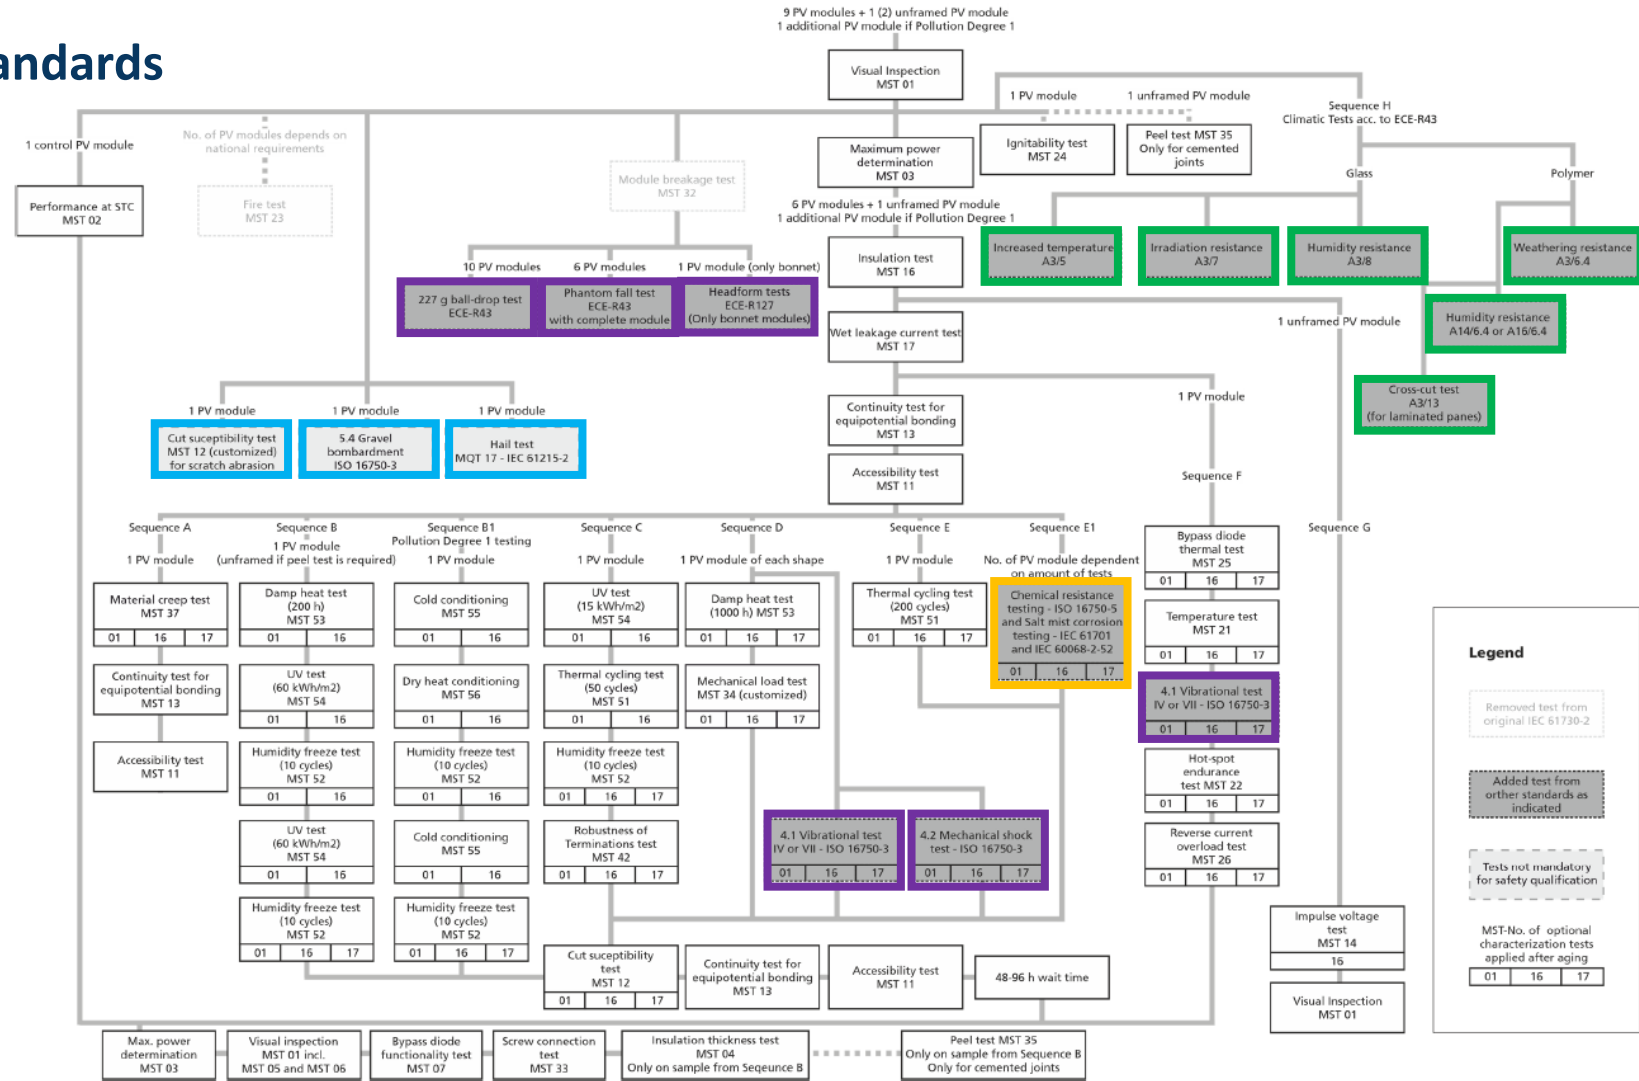 andards
9 PV modules + 1 (2) unframed PV module
1 additional PV module if Pollution Degree 1
Visual Inspection
MST 01
1 PV module
1 unframed PV module
Sequence H
Climatic Tests acc. to ECE-R43
No. of PV modules depends on
national requirements
1 control PV module
Ignitability test
MST 24
Peel test MST 35
Only for cemented
joints
Maximum power
determination
MST 03
Module breakage test
MST 32
Glass
Polymer
Performance at STC
MST 02
Fire test
MST 23
6 PV modules + 1 unframed PV module
1 additional PV module if Pollution Degree 1
Increased temperature
A3/5
Irradiation resistance
A3/7
Humidity resistance
A3/8
Weathering resistance
A3/6.4
Insulation test
MST 16
10 PV modules
6 PV modules
1 PV module (only bonnet)
227 g ball-drop test
ECE-R43
Phantom fall test
ECE-R43
with complete module
Headform tests
ECE-R127
(Only bonnet modules)
Humidity resistance
A14/6.4 or A16/6.4
1 unframed PV module
Wet leakage current test
MST 17
Cross-cut test
A3/13
(for laminated panes)
1 PV module
1 PV module
1 PV module
1 PV module
Cut suceptibility test
MST 12 (customized)
for scratch abrasion
5.4 Gravel
bombardment
ISO 16750-3
Hail test
MQT 17 - IEC 61215-2
Continuity test for
equipotential bonding
MST 13
Accessibility test
MST 11
Sequence F
Sequence A
1 PV module
Sequence B
1 PV module
(unframed if peel test is required)
Sequence B1
Pollution Degree 1 testing
1 PV module
Sequence C
1 PV module
Sequence D
1 PV module of each shape
Sequence E
1 PV module
Sequence E1
No. of PV module dependent
on amount of tests
Sequence G
Bypass diode
thermal test
MST 25
01 16 17
Material creep test
MST 37
01 16 17
Damp heat test
(200 h)
MST 53
01 16
Cold conditioning
MST 55
01 16
UV test
(15 kWh/m2)
MST 54
01 16 17
Damp heat test
(1000 h) MST 53
01 16 17
Thermal cycling test
(200 cycles)
MST 51
01 16 17
Chemical resistance
testing - ISO 16750-5
and Salt mist corrosion
testing - IEC 61701
and IEC 60068-2-52
01 16 17
Temperature test
MST 21
01 16 17
Continuity test for
equipotential bonding
MST 13
UV test
(60 kWh/m2)
MST 54
01 16
Dry heat conditioning
MST 56
01 16
Thermal cycling test
(50 cycles)
MST 51
01 16 17
Mechanical load test
MST 34 (customized)
01 16 17
4.1 Vibrational test
IV or VII - ISO 16750-3
01 16 17
Accessibility test
MST 11
Humidity freeze test
(10 cycles)
MST 52
01 16
Humidity freeze test
(10 cycles)
MST 52
01 16
Humidity freeze test
(10 cycles)
MST 52
01 16 17
Hot-spot
endurance
test MST 22
01 16 17
UV test
(60 kWh/m2)
MST 54
01 16
Cold conditioning
MST 55
01 16
Robustness of
Terminations test
MST 42
01 16 17
4.1 Vibrational test
IV or VII - ISO 16750-3
01 16 17
4.2 Mechanical shock
test - ISO 16750-3
01 16 17
Reverse current
overload test
MST 26
01 16 17
Humidity freeze test
(10 cycles)
MST 52
01 16
Humidity freeze test
(10 cycles)
MST 52
01 16
Cut suceptibility
test
MST 12
01 16 17
Continuity test for
equipotential bonding
MST 13
Accessibility test
MST 11
48-96 h wait time
Impulse voltage
test
MST 14
16
Visual Inspection
MST 01
Max. power
determination
MST 03
Visual inspection
MST 01 incl.
MST 05 and MST 06
Bypass diode
functionality test
MST 07
Screw connection
test
MST 33
Insulation thickness test
MST 04
Only on sample from Seqeunce B
Peel test MST 35
Only on sample from Sequence B
Only for cemented joints
Legend
Removed test from
original IEC 61730-2
Added test from
orther standards as
indicated
Tests not mandatory
for safety qualification
MST-No. of optional
characterization tests
applied after aging
01 16 17